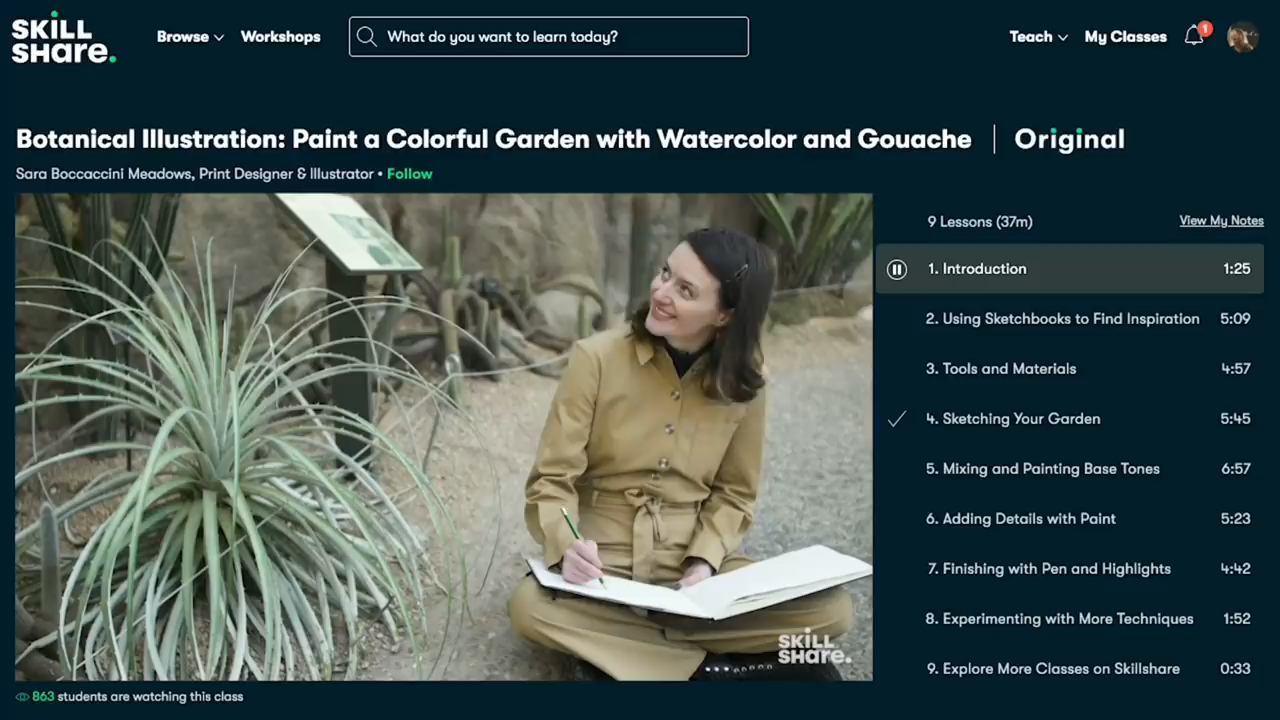 SKILL
SHare.
Browse
Workshops
What do you want to learn today?
Teach
My Classes
1
Botanical Illustration: Paint a Colorful Garden with Watercolor and Gouache | Original
Sara Boccaccini Meadows, Print Designer & Illustrator • Follow
9 Lessons (37m)
View My Notes
1. Introduction 1:25
2. Using Sketchbooks to Find Inspiration 5:09
3. Tools and Materials 4:57
4. Sketching Your Garden 5:45
5. Mixing and Painting Base Tones 6:57
6. Adding Details with Paint 5:23
7. Finishing with Pen and Highlights 4:42
8. Experimenting with More Techniques 1:52
9. Explore More Classes on Skillshare 0:33
SKILL
SHare.
863 students are watching this class